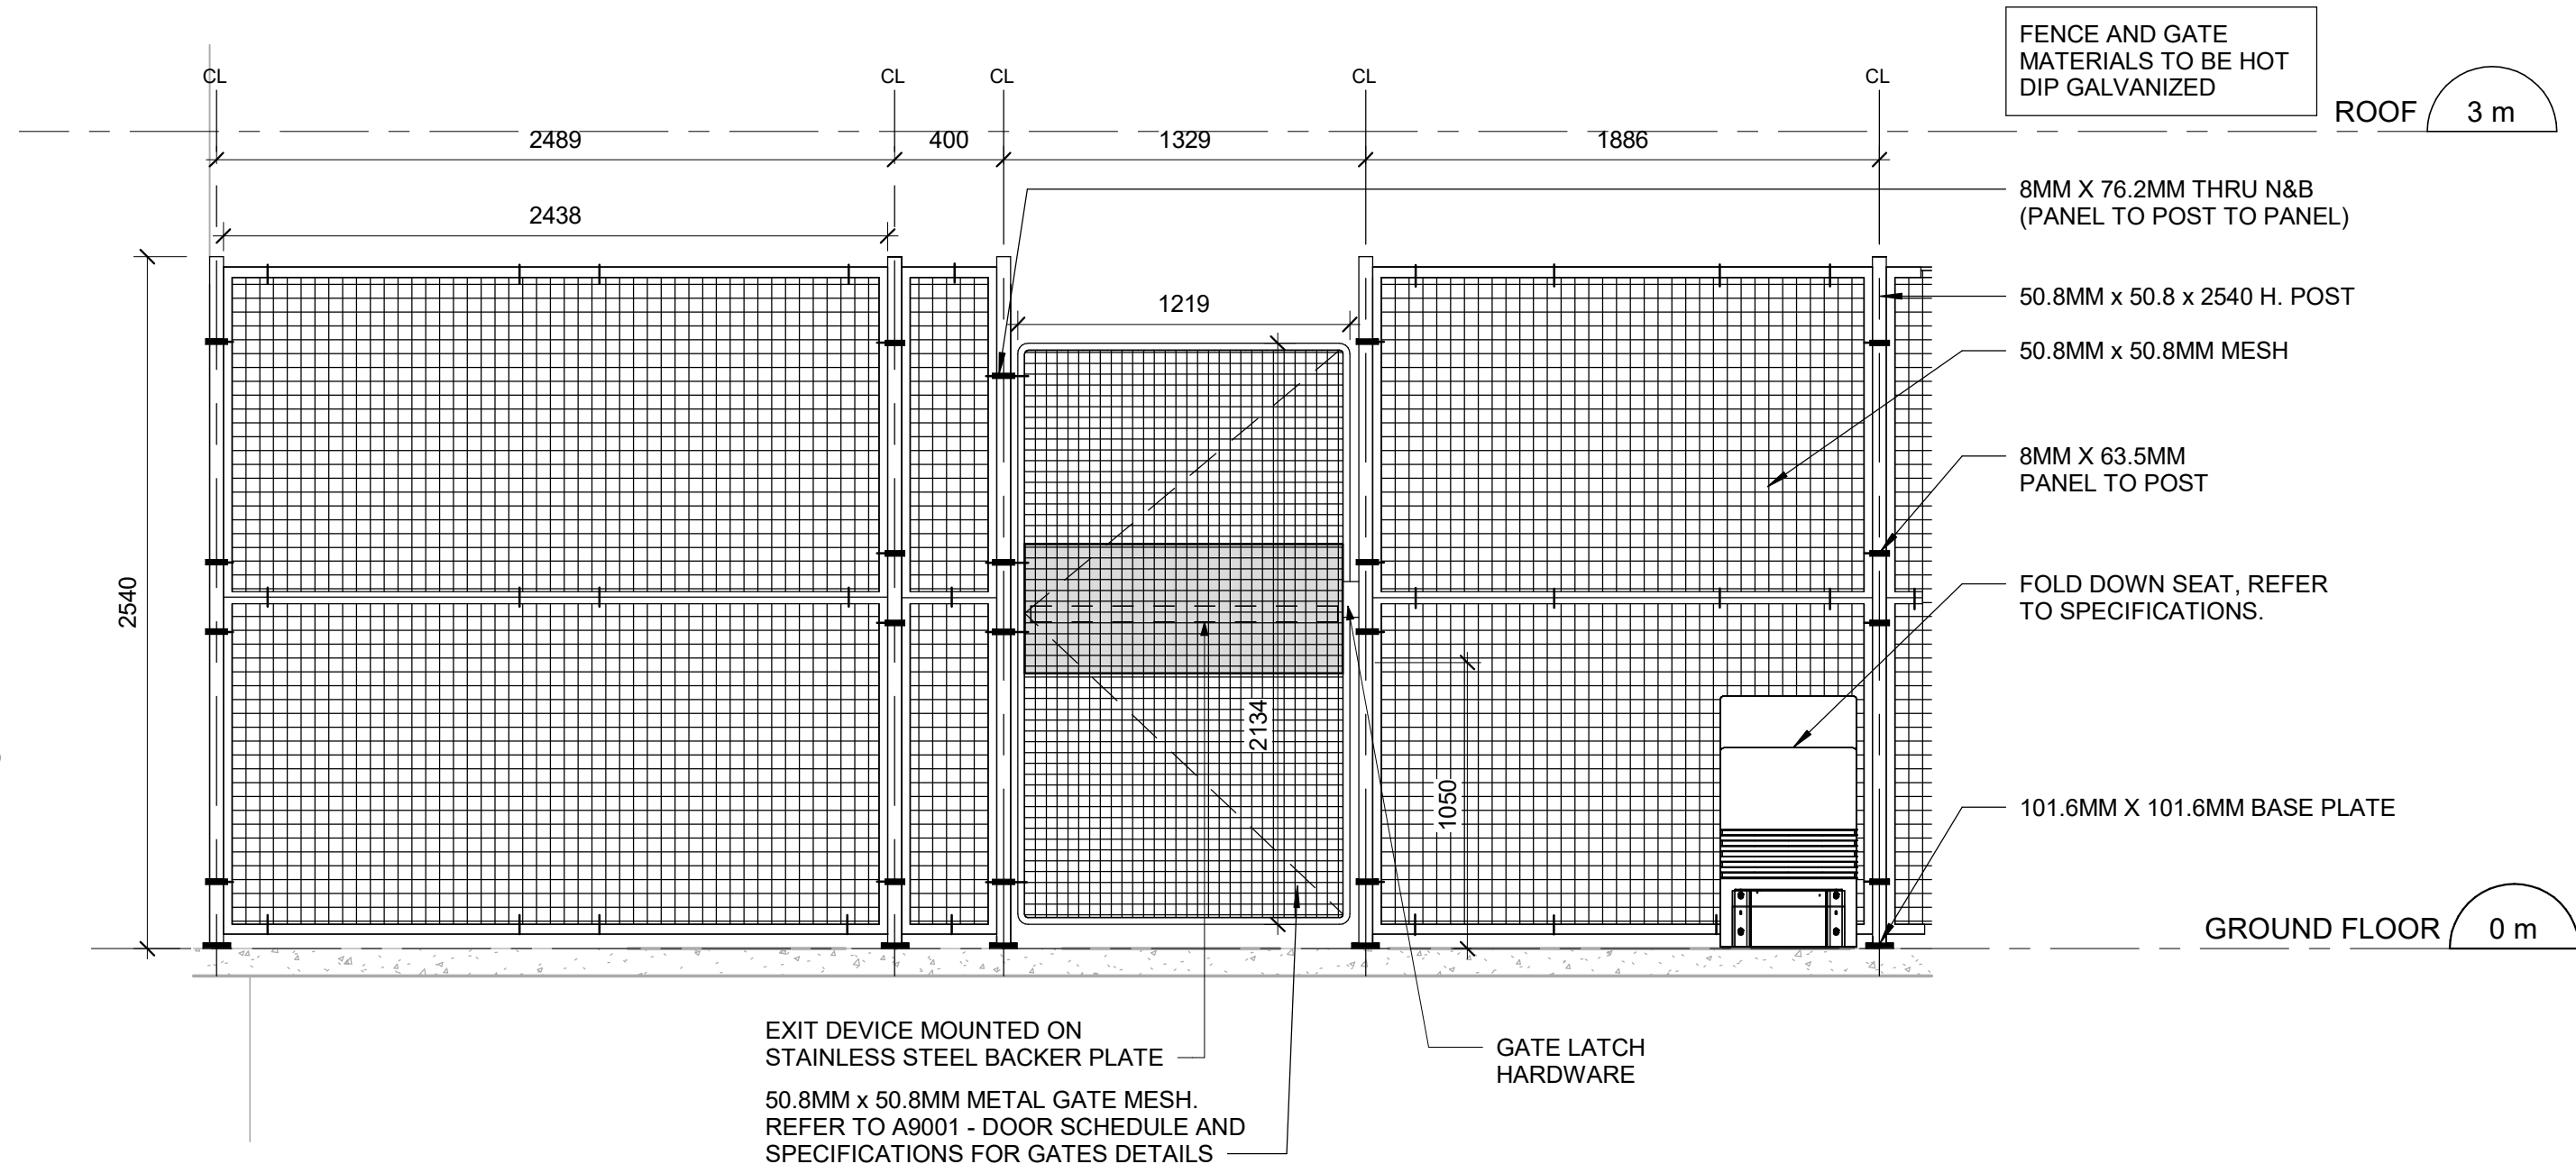 FENCE AND GATE
MATERIALS TO BE HOT
DIP GALVANIZED
ROOF 3 m
CL CL CL CL CL
2489 400 1329 1886
8MM X 76.2MM THRU N&B
(PANEL TO POST TO PANEL)
2438
1219
50.8MM x 50.8 x 2540 H. POST
50.8MM x 50.8MM MESH
8MM X 63.5MM
PANEL TO POST
2540
FOLD DOWN SEAT, REFER
TO SPECIFICATIONS.
2134
1050
101.6MM X 101.6MM BASE PLATE
GROUND FLOOR 0 m
EXIT DEVICE MOUNTED ON
STAINLESS STEEL BACKER PLATE
GATE LATCH
HARDWARE
50.8MM x 50.8MM METAL GATE MESH.
REFER TO A9001 - DOOR SCHEDULE AND
SPECIFICATIONS FOR GATES DETAILS